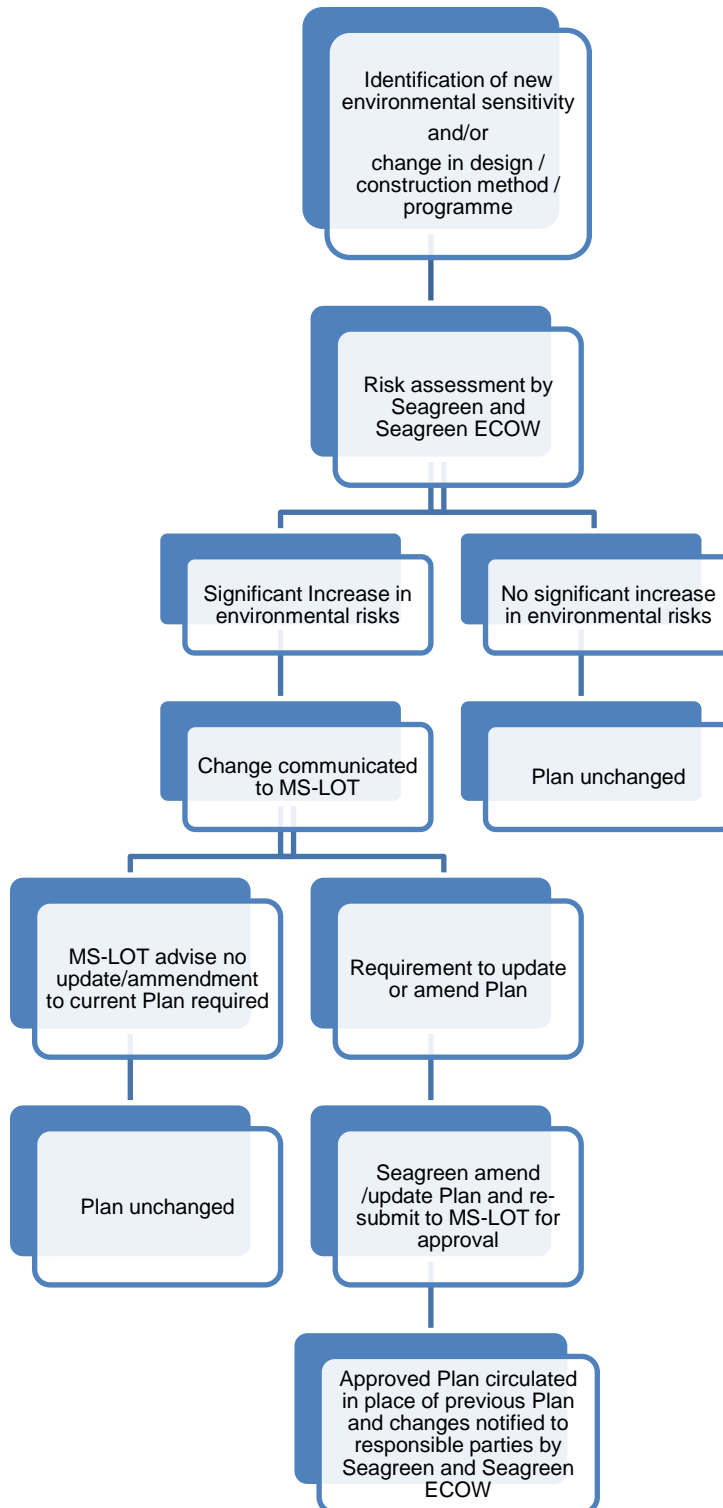 Identification of new
environmental sensitivity
and/or
change in design /
construction method /
programme
Risk assessment by
Seagreen and
Seagreen ECOW
Significant Increase in
environmental risks
No significant increase
in environmental risks
Change communicated
to MS-LOT
Plan unchanged
MS-LOT advise no
update/ammendment
to current Plan required
Requirement to update
or amend Plan
Plan unchanged
Seagreen amend
/update Plan and re-
submit to MS-LOT for
approval
Approved Plan circulated
in place of previous Plan
and changes notified to
responsible parties by
Seagreen and Seagreen
ECOW